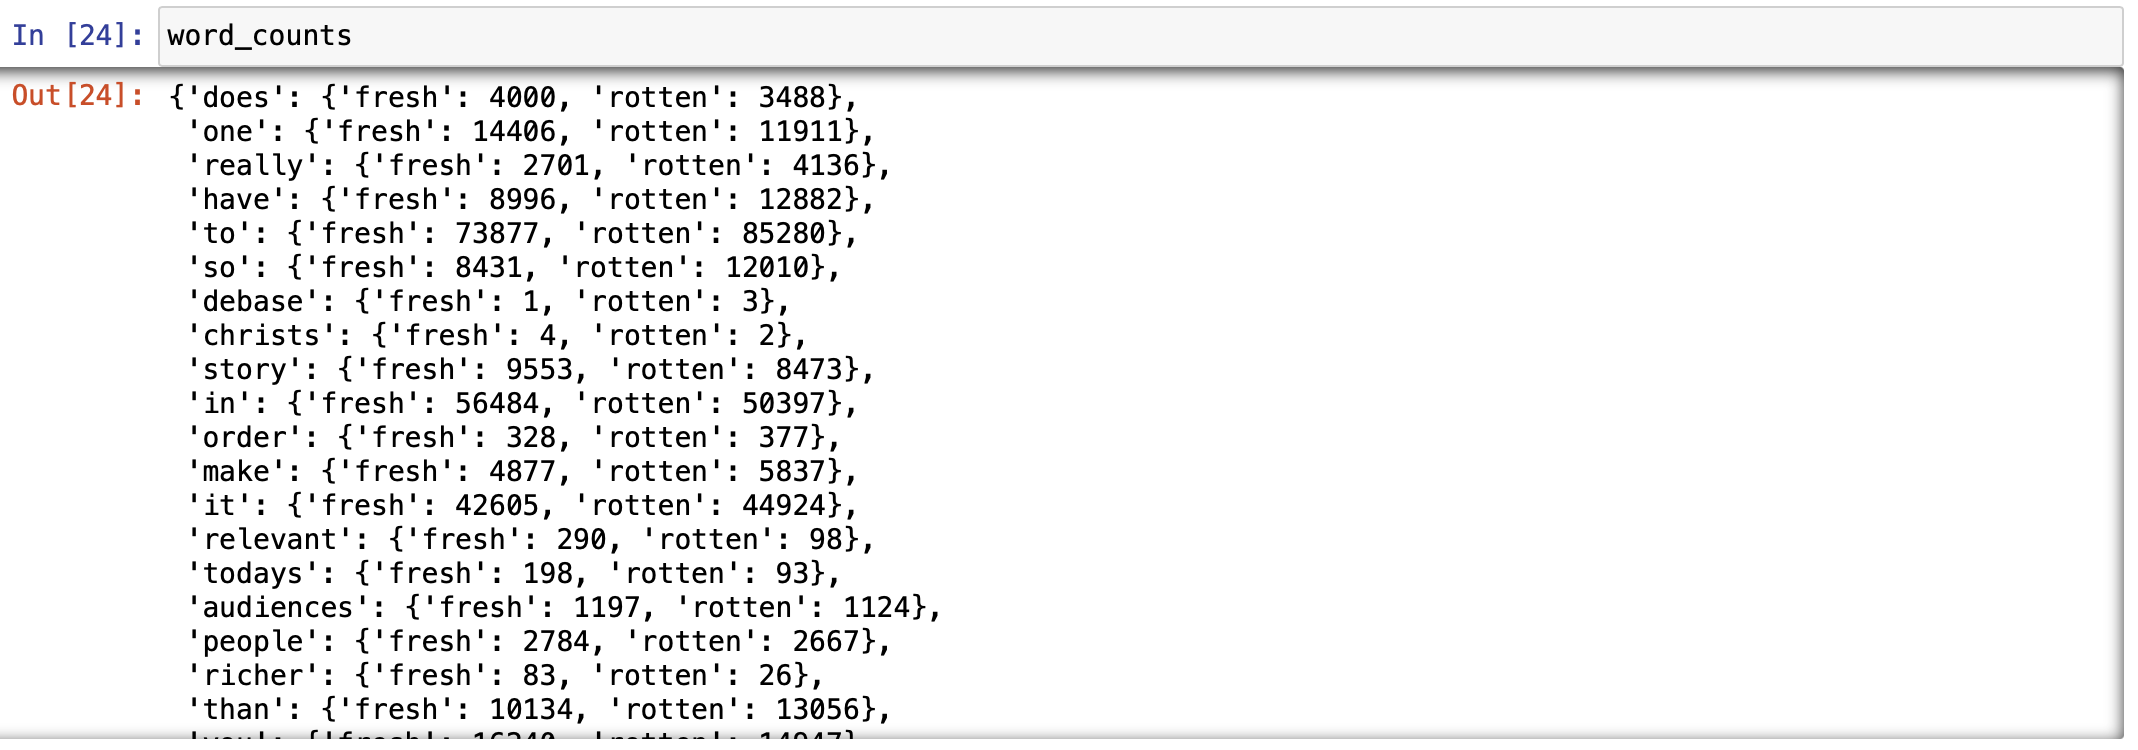 In [24]: word_counts
Out[24]: {'does': {'fresh': 4000, 'rotten': 3488},
'one': {'fresh': 14406, 'rotten': 11911},
'really': {'fresh': 2701, 'rotten': 4136},
'have': {'fresh': 8996, 'rotten': 12882},
'to': {'fresh': 73877, 'rotten': 85280},
'so': {'fresh': 8431, 'rotten': 12010},
'debase': {'fresh': 1, 'rotten': 3},
'christs': {'fresh': 4, 'rotten': 2},
'story': {'fresh': 9553, 'rotten': 8473},
'in': {'fresh': 56484, 'rotten': 50397},
'order': {'fresh': 328, 'rotten': 377},
'make': {'fresh': 4877, 'rotten': 5837},
'it': {'fresh': 42605, 'rotten': 44924},
'relevant': {'fresh': 290, 'rotten': 98},
'todays': {'fresh': 198, 'rotten': 93},
'audiences': {'fresh': 1197, 'rotten': 1124},
'people': {'fresh': 2784, 'rotten': 2667},
'richer': {'fresh': 83, 'rotten': 26},
'than': {'fresh': 10134, 'rotten': 13056},